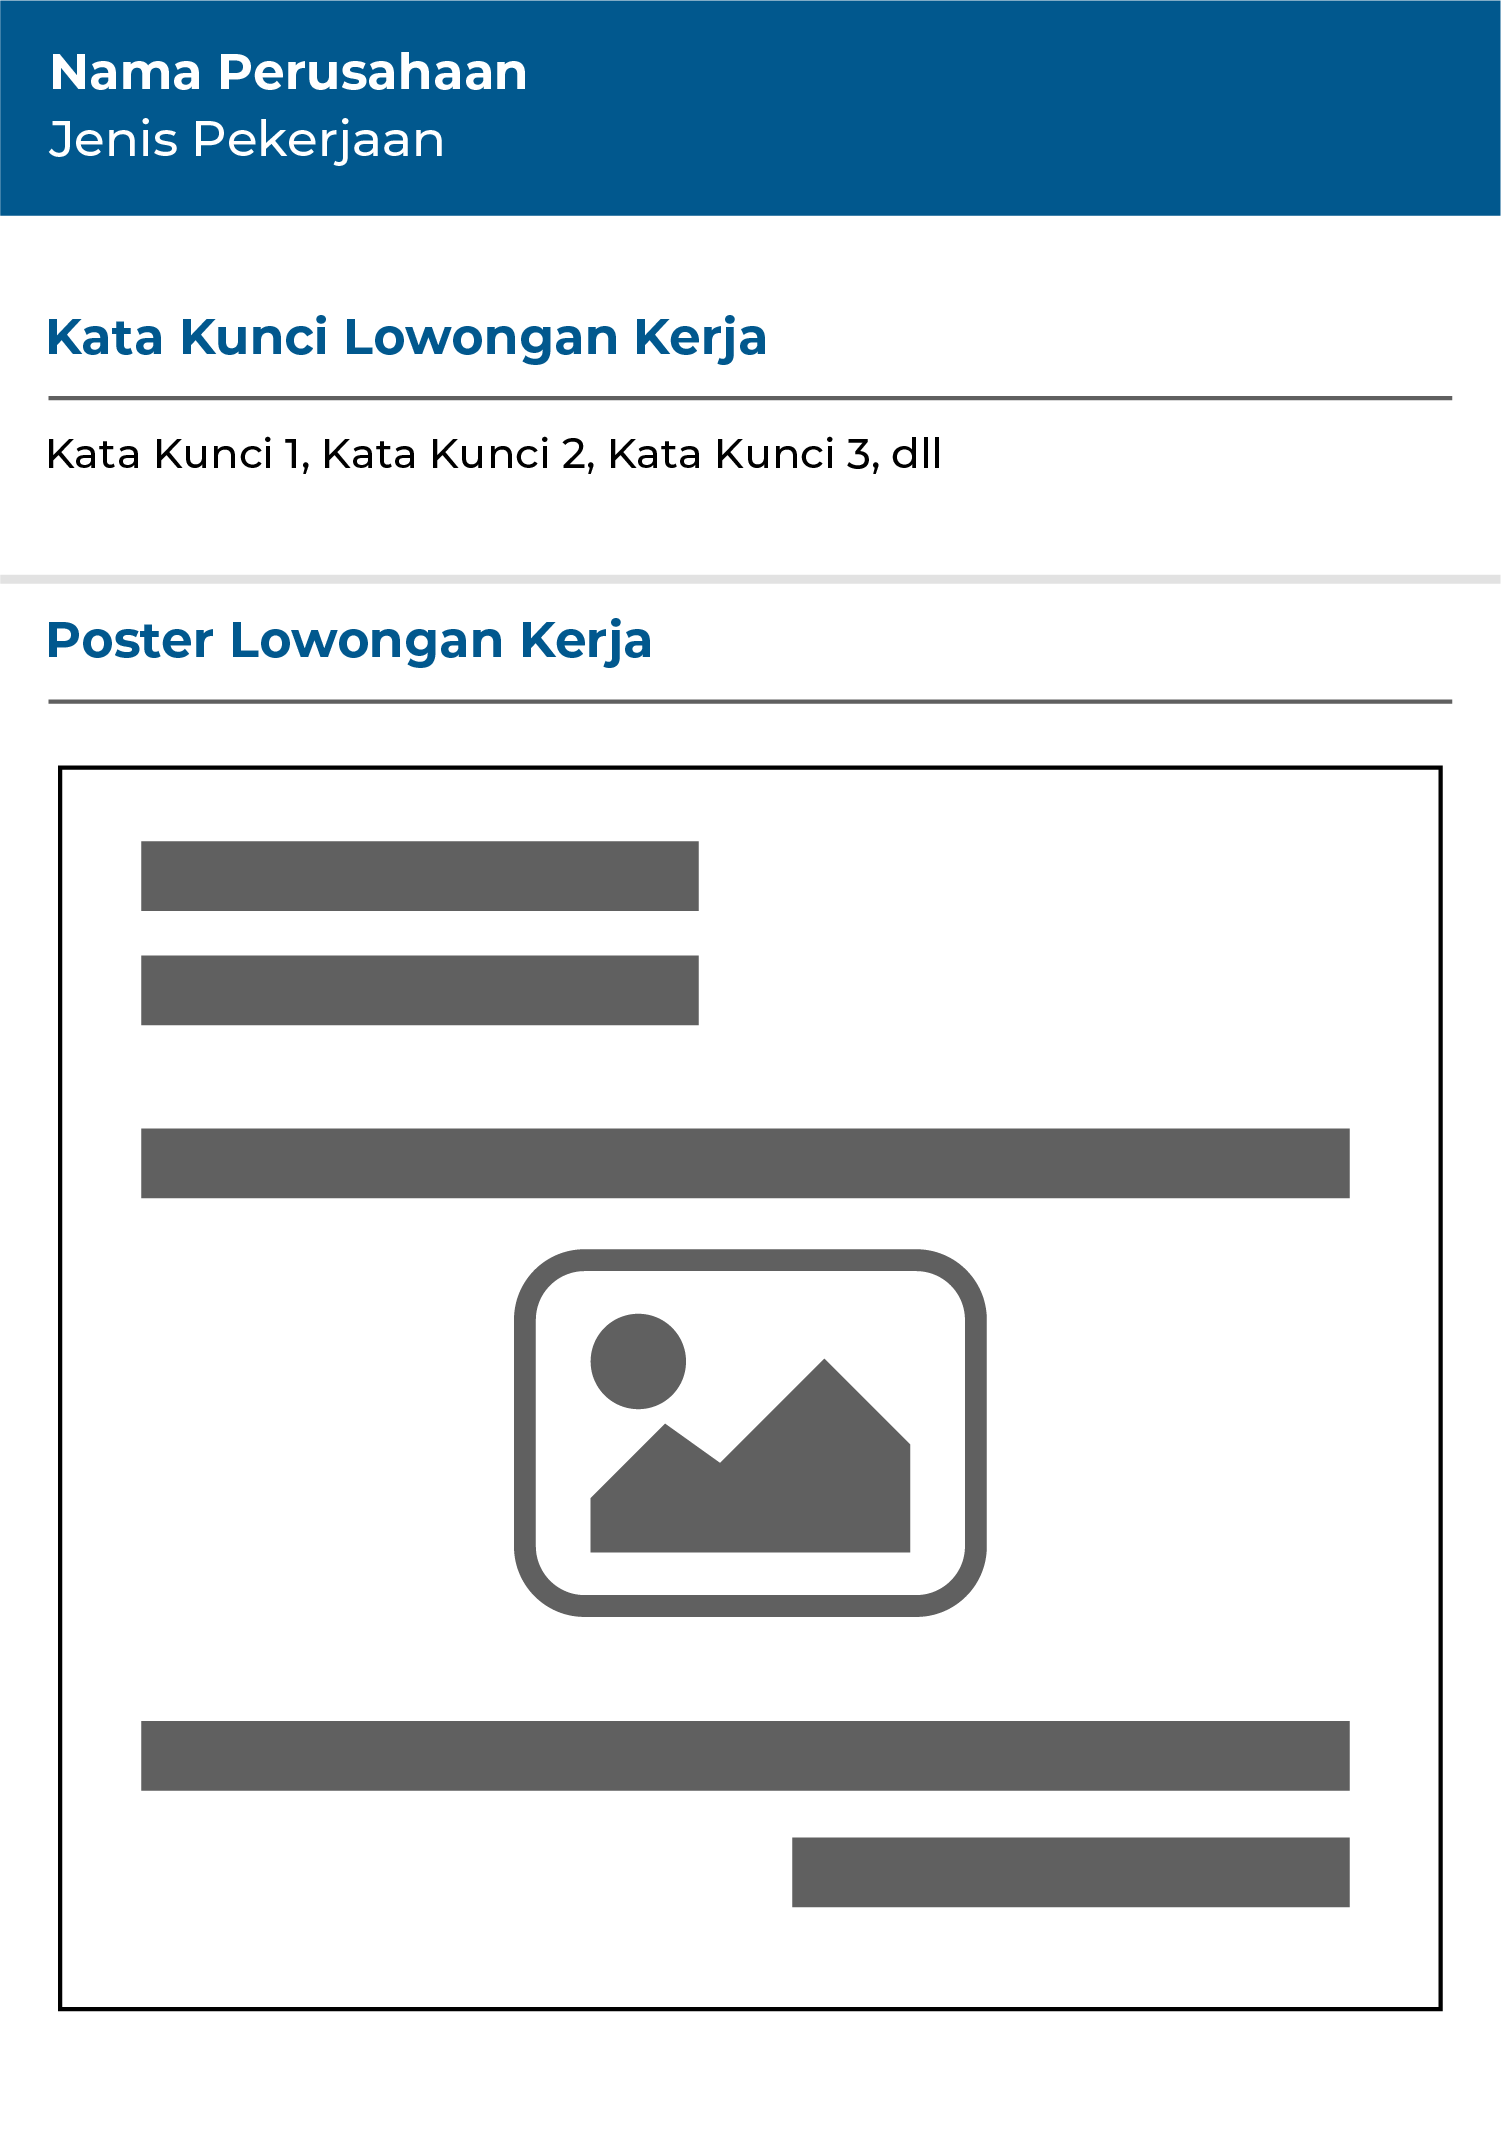 Nama Perusahaan
Jenis Pekerjaan
Kata Kunci Lowongan Kerja
Kata Kunci 1, Kata Kunci 2, Kata Kunci 3, dll
Poster Lowongan Kerja